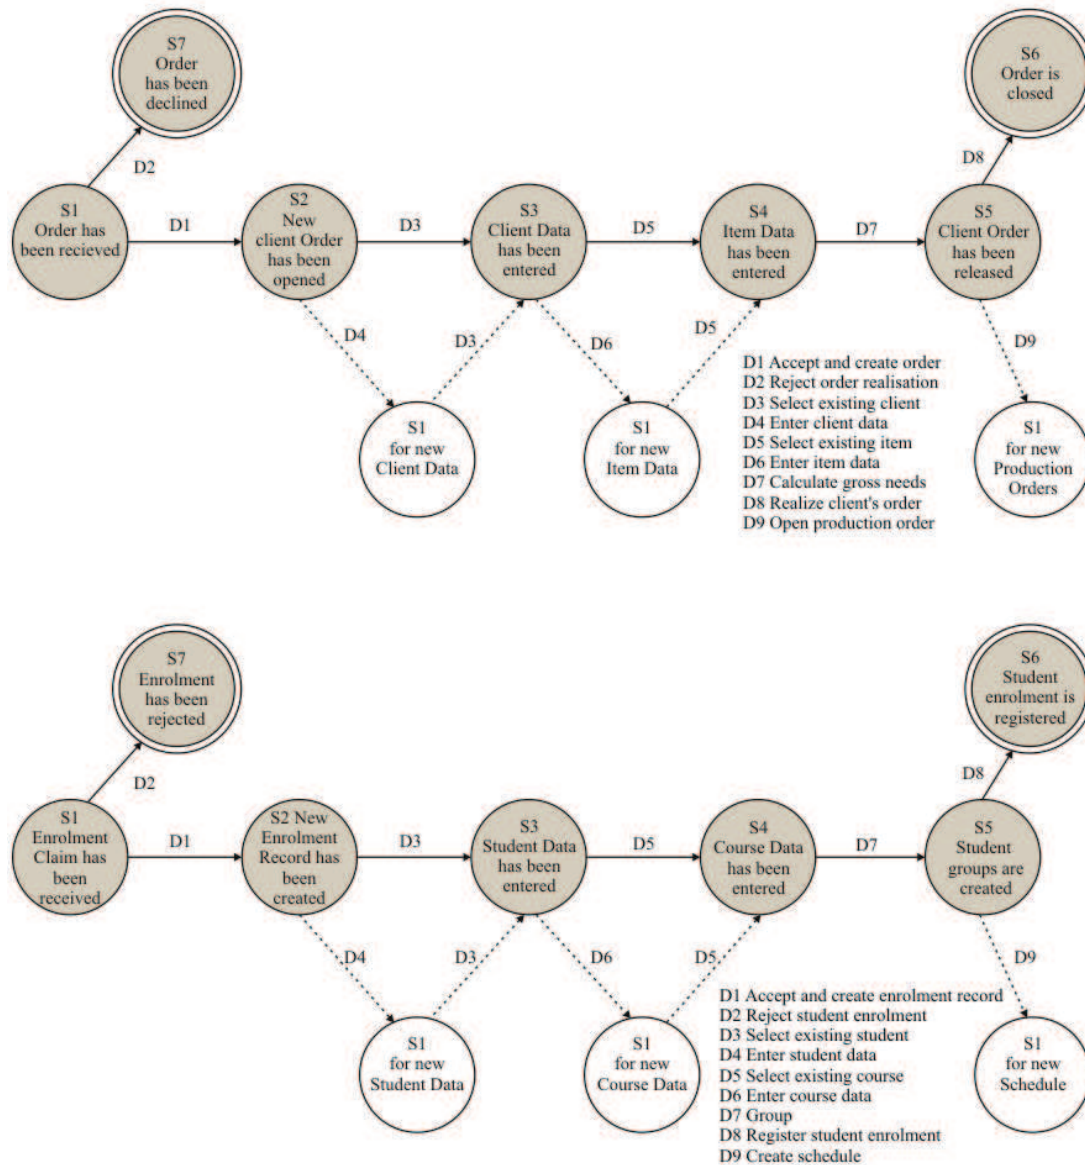 S7
Order
has been
declined
S6
Order is
closed
D2
D8
S1
Order has
been recieved
D1
S2
New
client Order
has been
opened
D3
S3
Client Data
has been
entered
D5
S4
Item Data
has been
entered
D7
S5
Client Order
has been
released
D4
D3
D6
D5
D9
S1
for new
Client Data
S1
for new
Item Data
D1 Accept and create order
D2 Reject order realisation
D3 Select existing client
D4 Enter client data
D5 Select existing item
D6 Enter item data
D7 Calculate gross needs
D8 Realize client's order
D9 Open production order
S1
for new
Production
Orders
S7
Enrolment
has been
rejected
S6
Student
enrolment is
registered
D2
D8
S1
Enrolment
Claim has
been
received
D1
S2 New
Enrolment
Record has
been
created
D3
S3
Student Data
has been
entered
D5
S4
Course Data
has been
entered
D7
S5
Student
groups are
created
D4
D3
D6
D5
D9
S1
for new
Student Data
S1
for new
Course Data
D1 Accept and create enrolment record
D2 Reject student enrolment
D3 Select existing student
D4 Enter student data
D5 Select existing course
D6 Enter course data
D7 Group
D8 Register student enrolment
D9 Create schedule
S1
for new
Schedule